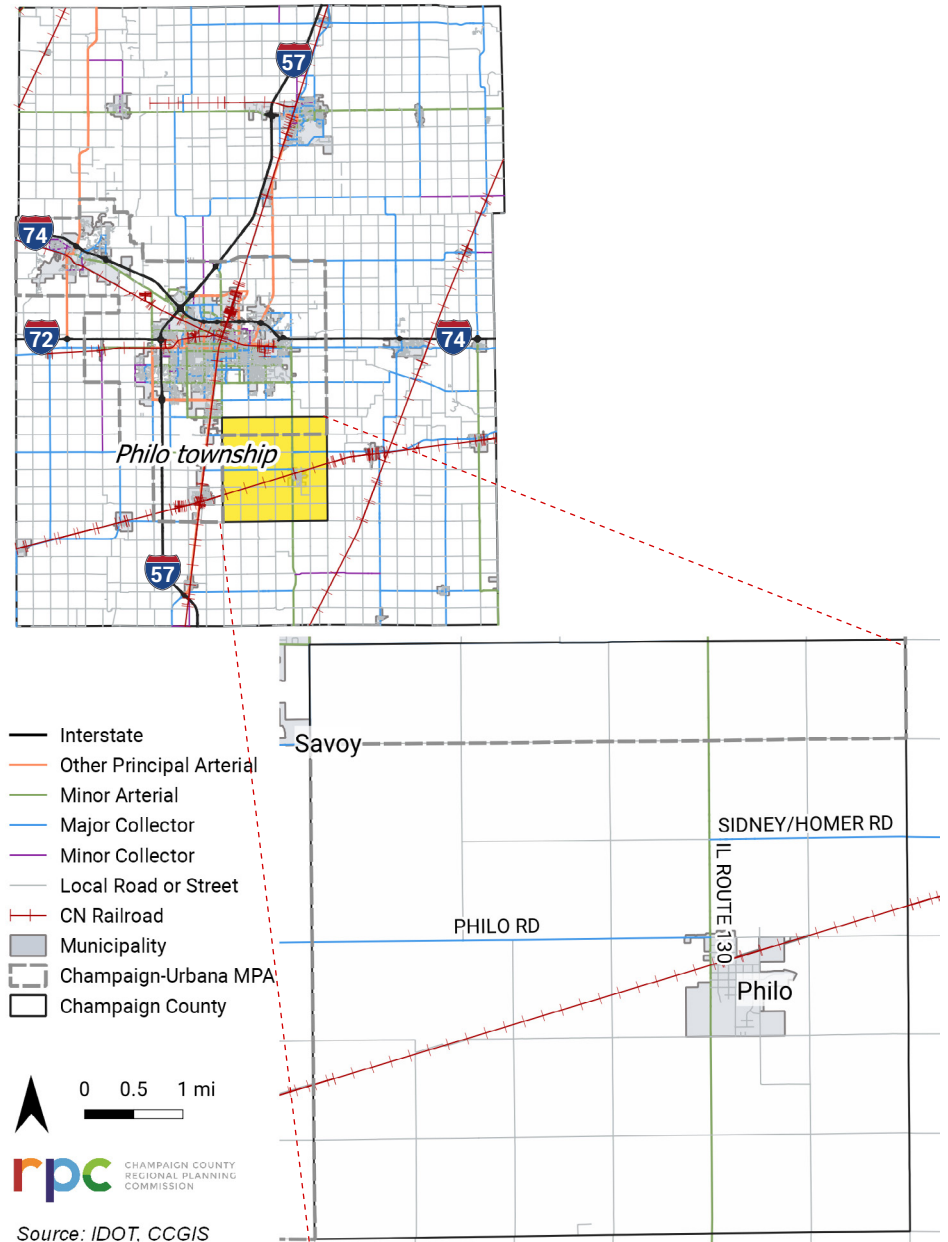 57
74
72
74
Philo township
57
Interstate
Other Principal Arterial
Minor Arterial
Major Collector
Minor Collector
Local Road or Street
CN Railroad
Municipality
Champaign-Urbana MPA
Champaign County
0 0.5 1 mi
rpc
CHAMPAIGN COUNTY
REGIONAL PLANNING
COMMISSION
Source: IDOT, CCGIS
Savoy
SIDNEY/HOMER RD
IL ROUTE 130
PHILO RD
Philo